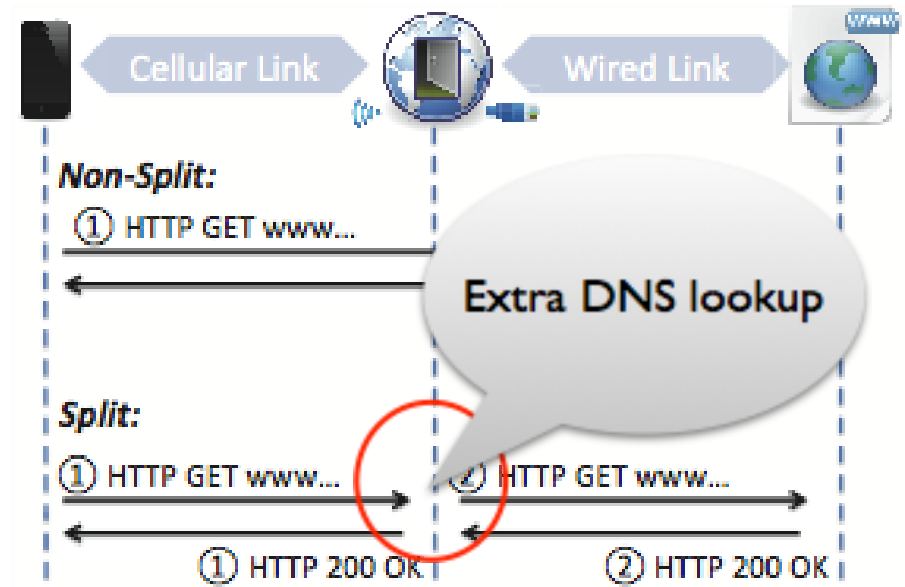 www
Cellular Link
Wired Link
Non-Split:
① HTTP GET www...
Extra DNS lookup
Split:
① HTTP GET www...
② HTTP GET www...
① HTTP 200 OK
② HTTP 200 OK